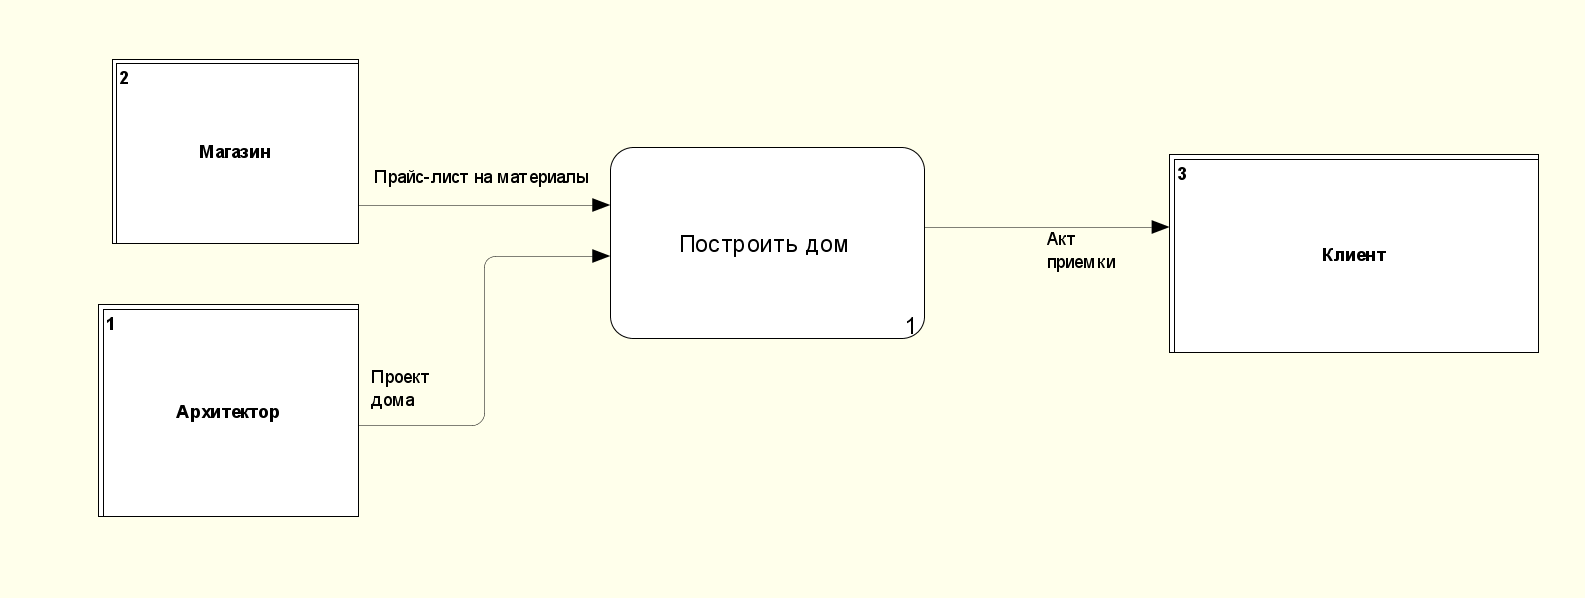 2
Магазин
Прайс-лист на материалы
1
Архитектор
Проект
дома
Построить дом
1
Акт
приемки
3
Клиент